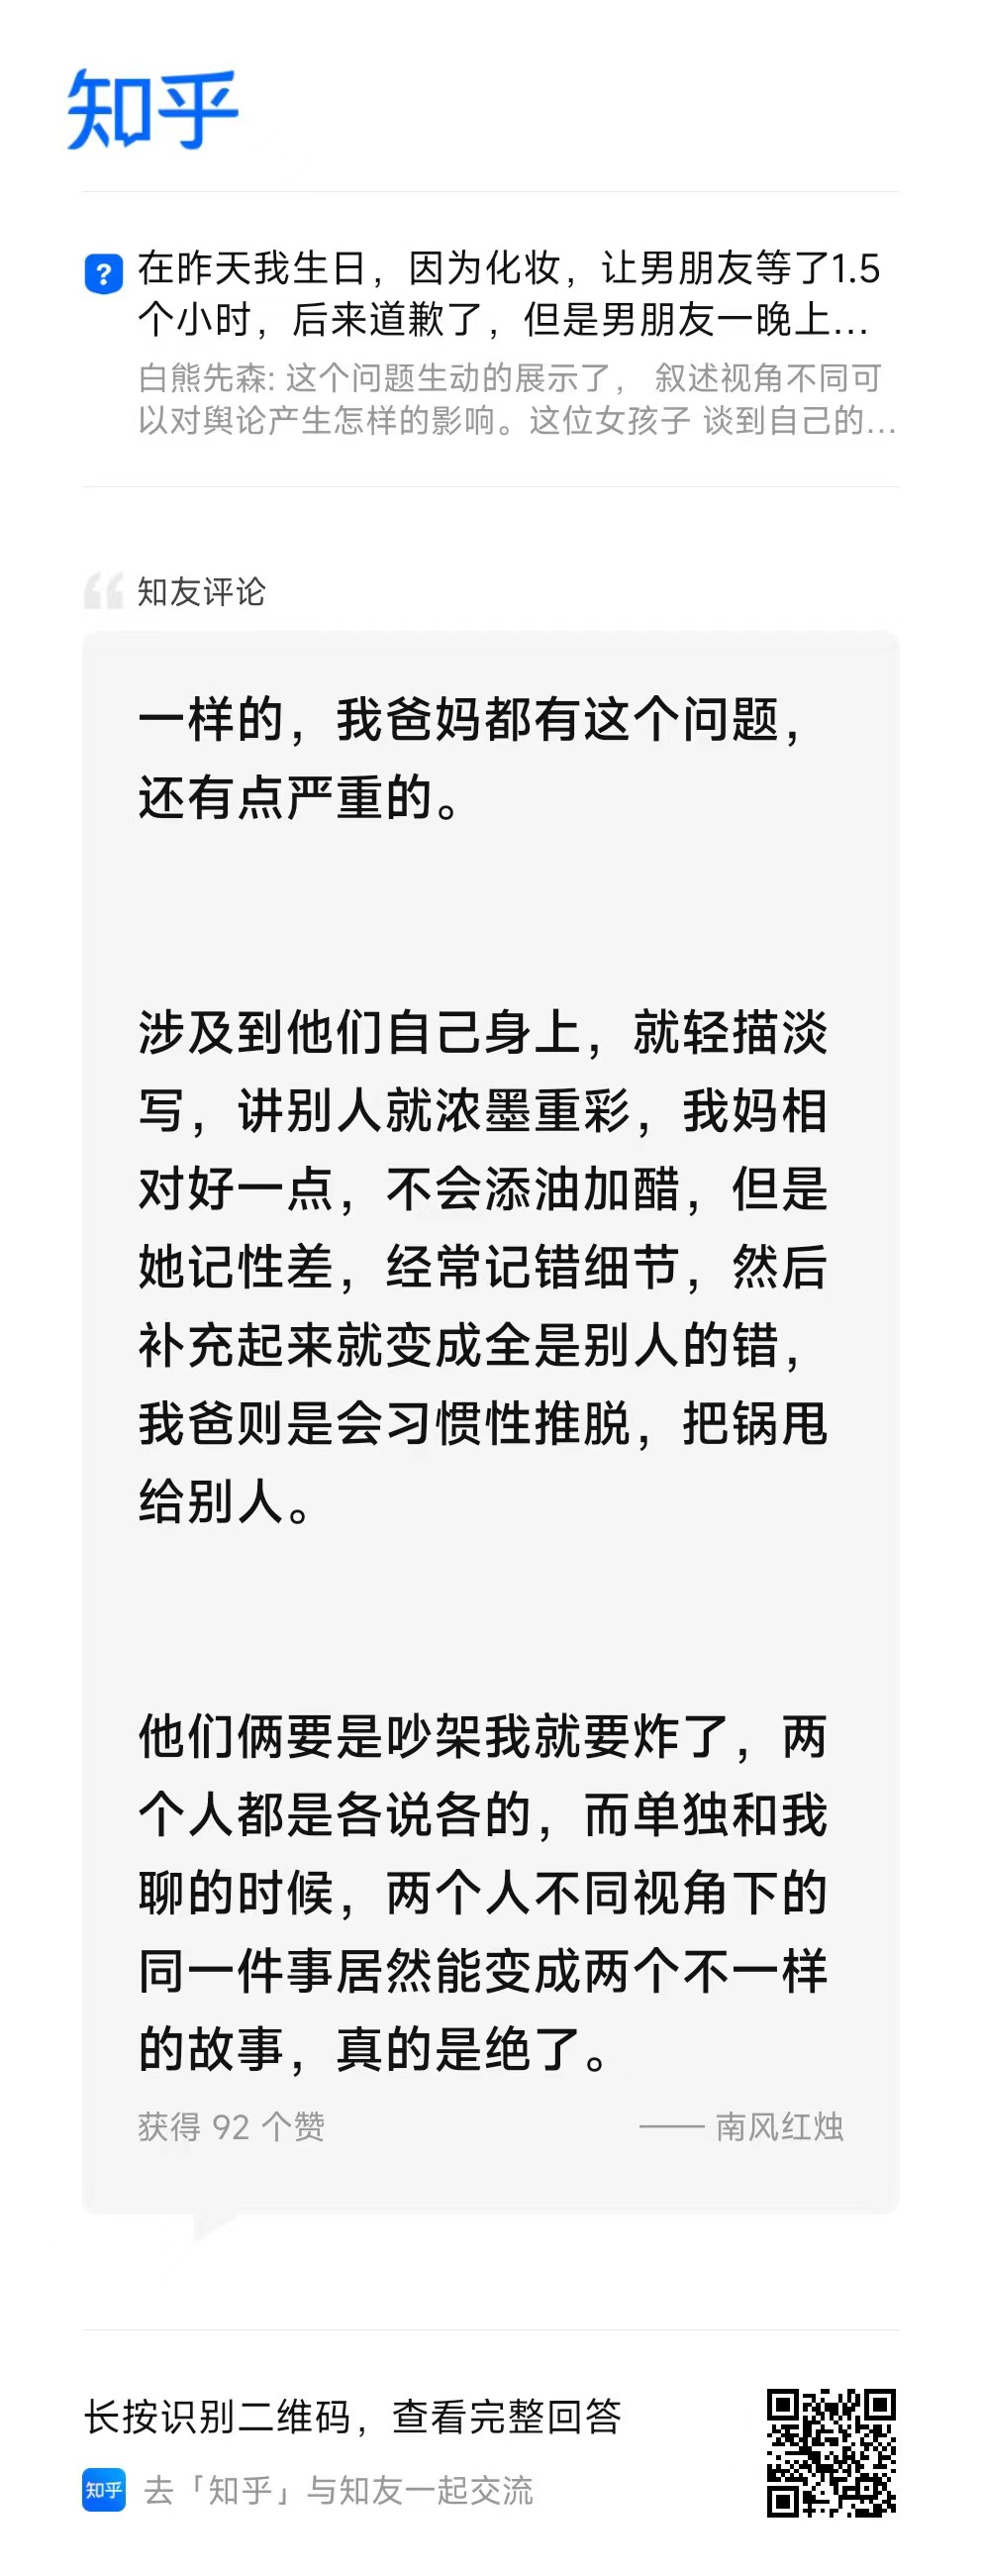 知乎
在昨天我生日，因为化妆，让男朋友等了1.5
个小时，后来道歉了，但是男朋友一晚上...
白熊先森: 这个问题生动的展示了， 叙述视角不同可
以对舆论产生怎样的影响。这位女孩子 谈到自己的...
知友评论
一样的，我爸妈都有这个问题，
还有点严重的。
涉及到他们自己身上，就轻描淡
写，讲别人就浓墨重彩，我妈相
对好一点，不会添油加醋，但是
她记性差，经常记错细节，然后
补充起来就变成全是别人的错，
我爸则是会习惯性推脱，把锅甩
给别人。
他们俩要是吵架我就要炸了，两
个人都是各说各的，而单独和我
聊的时候，两个人不同视角下的
同一件事居然能变成两个不一样
的故事，真的是绝了。
获得 92 个赞 —— 南风红烛
长按识别二维码，查看完整回答
知乎 去「知乎」与知友一起交流